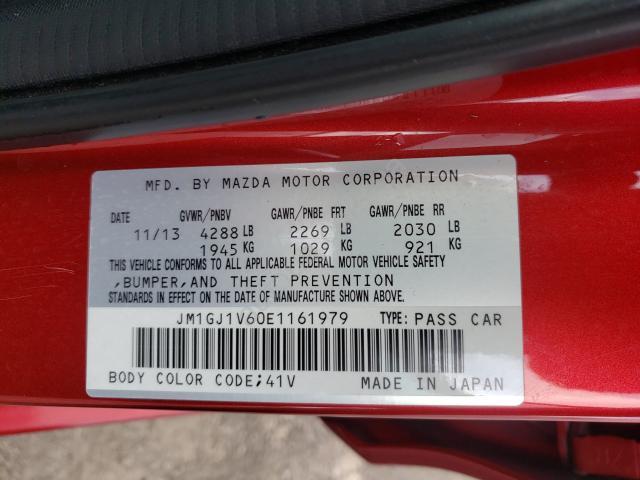 MFD. BY MAZDA MOTOR CORPORATION
DATE GVWR/PNBV GAWR/PNBE FRT GAWR/PNBE RR
11/13 4288 LB 2269 LB 2030 LB
1945 KG 1029 KG 921 KG
THIS VEHICLE CONFORMS TO ALL APPLICABLE FEDERAL MOTOR VEHICLE SAFETY
,BUMPER,AND THEFT PREVENTION
STANDARDS IN EFFECT ON THE DATE OF MANUFACTURE SHOWN ABOVE.
JM1GJ1V60E1161979 TYPE: PASS CAR
BODY COLOR CODE;41V MADE IN JAPAN